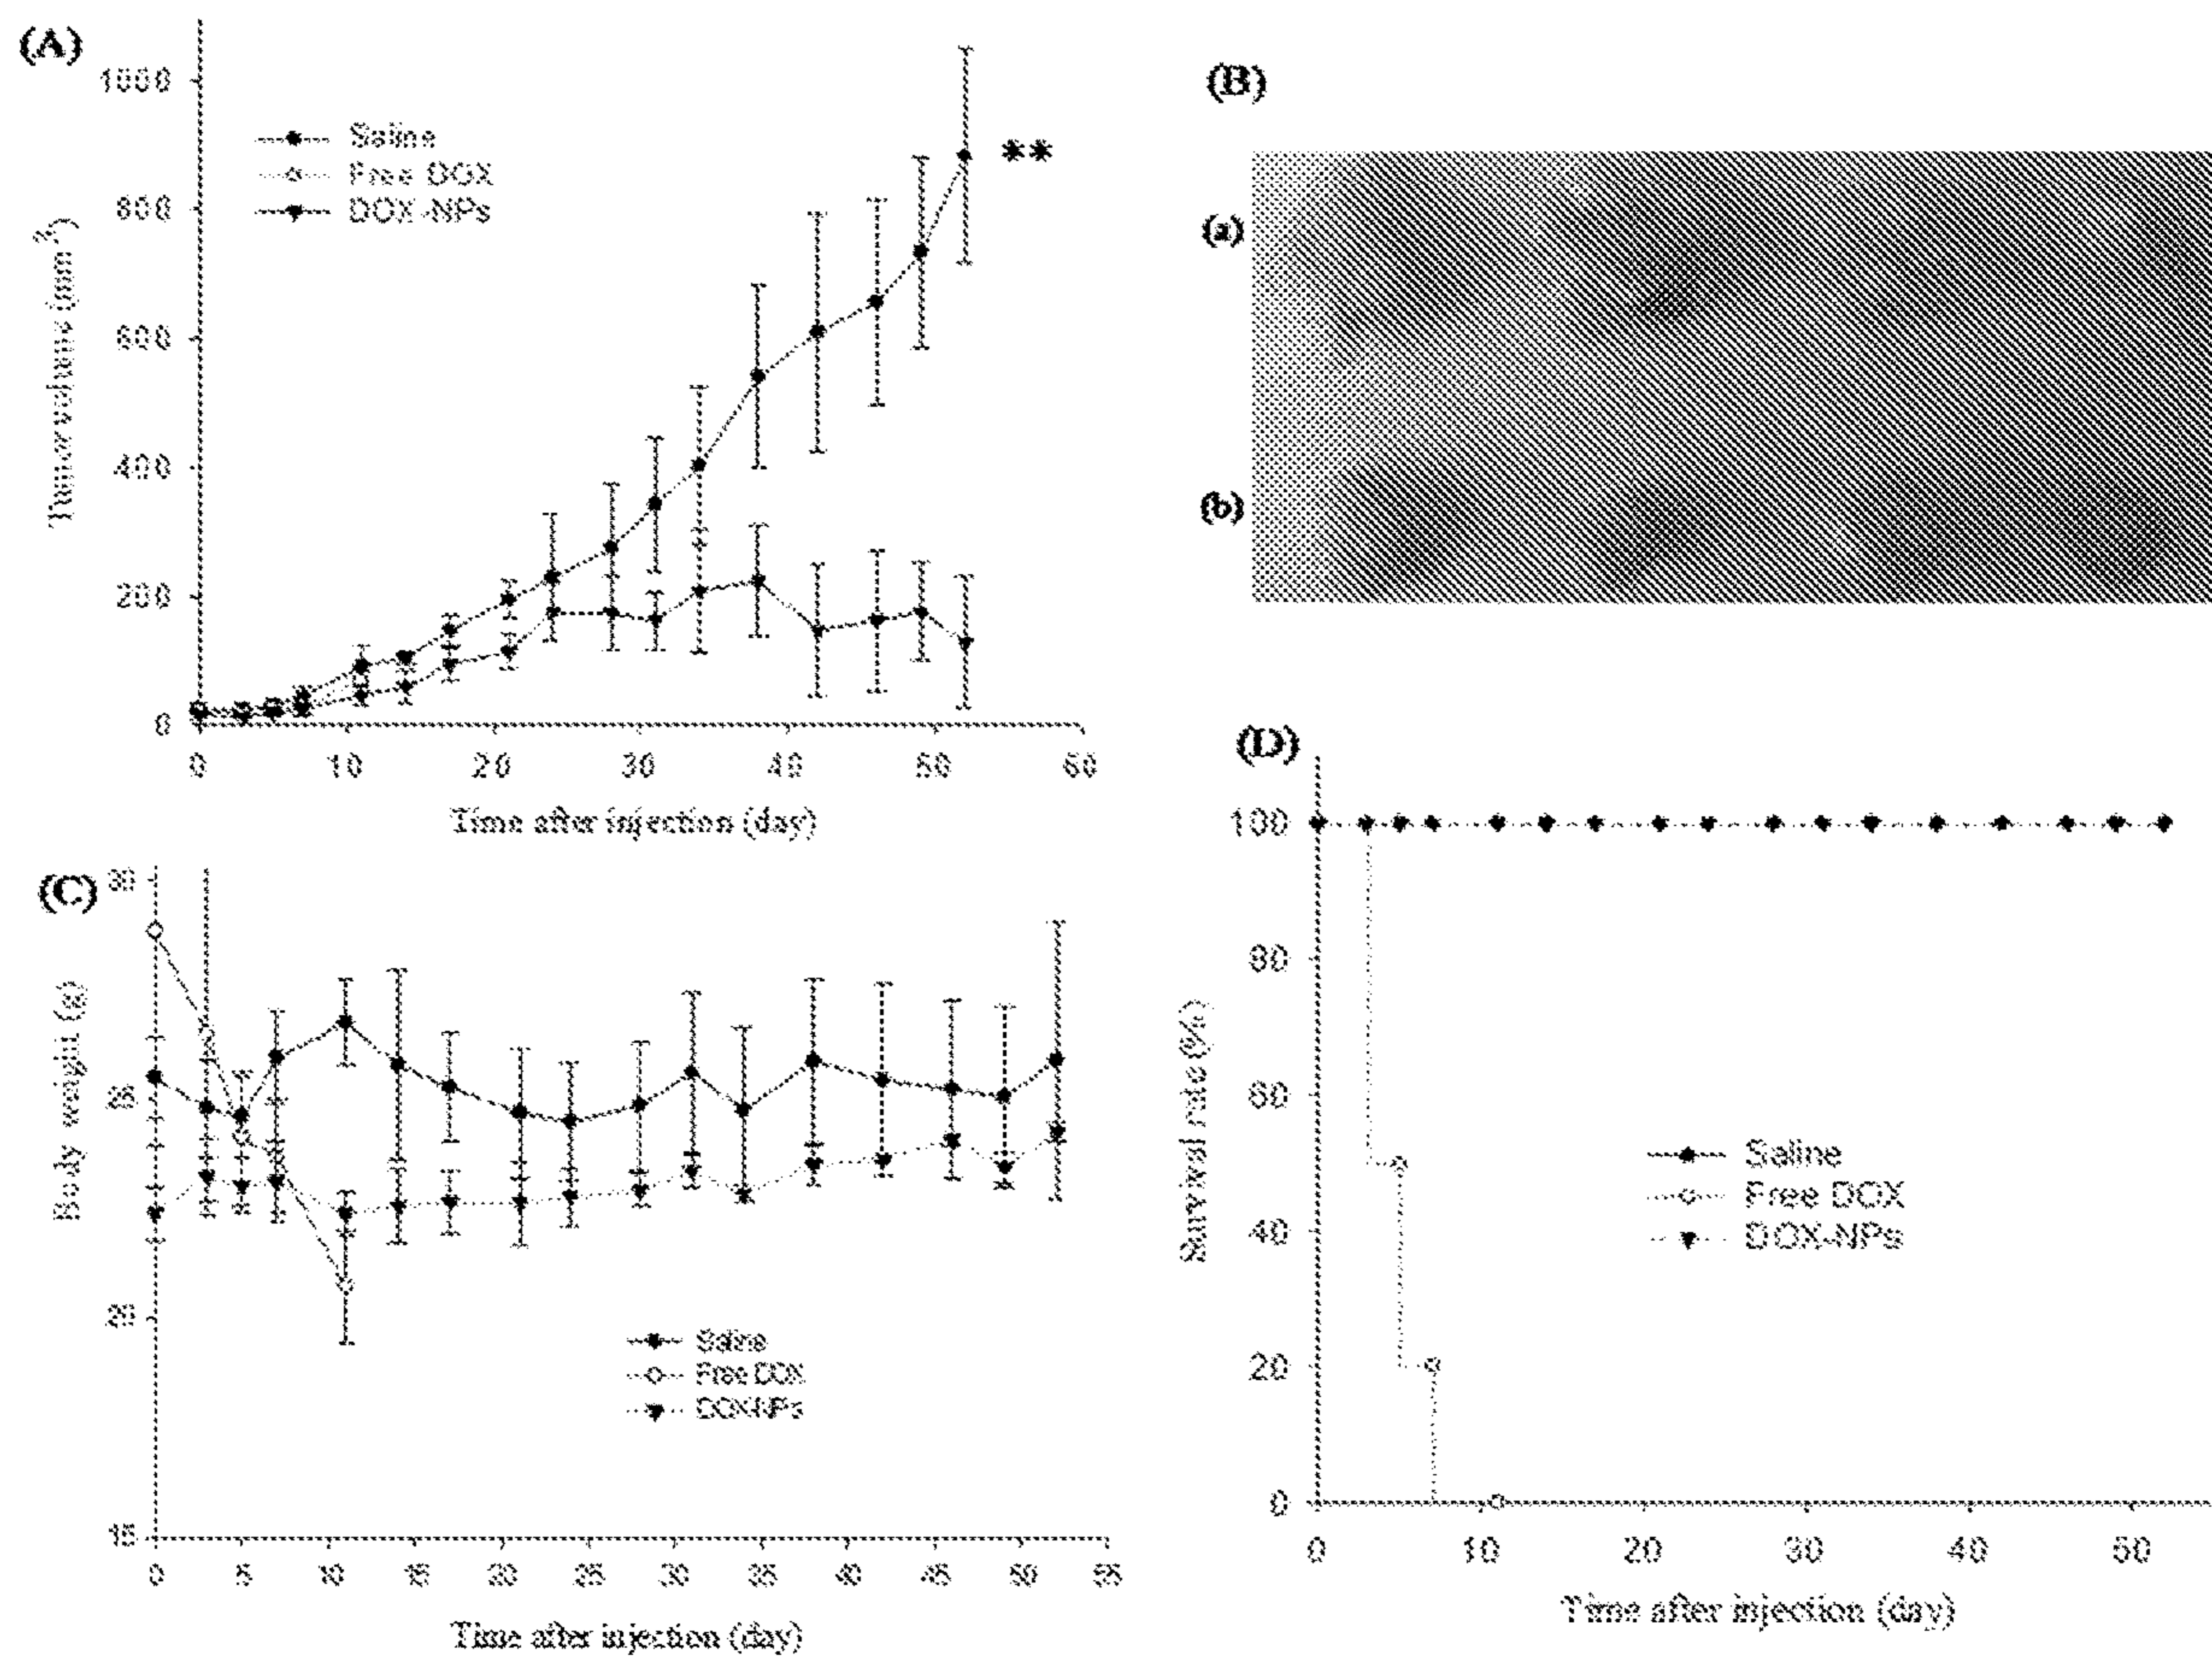 (A)
1000
800
600
400
200
0
Tumor volume (mm³)
Saline
Free DOX
DOX-NPs
**
0 10 20 30 40 50 60
Time after injection (day)
(B)
(a)
(b)
(C)
30
25
20
15
Body weight (g)
Saline
Free DOX
DOX-NPs
0 5 10 15 20 25 30 35 40 45 50 55
Time after injection (day)
(D)
100
80
60
40
20
0
Survival rate (%)
Saline
Free DOX
DOX-NPs
0 10 20 30 40 50
Time after injection (day)